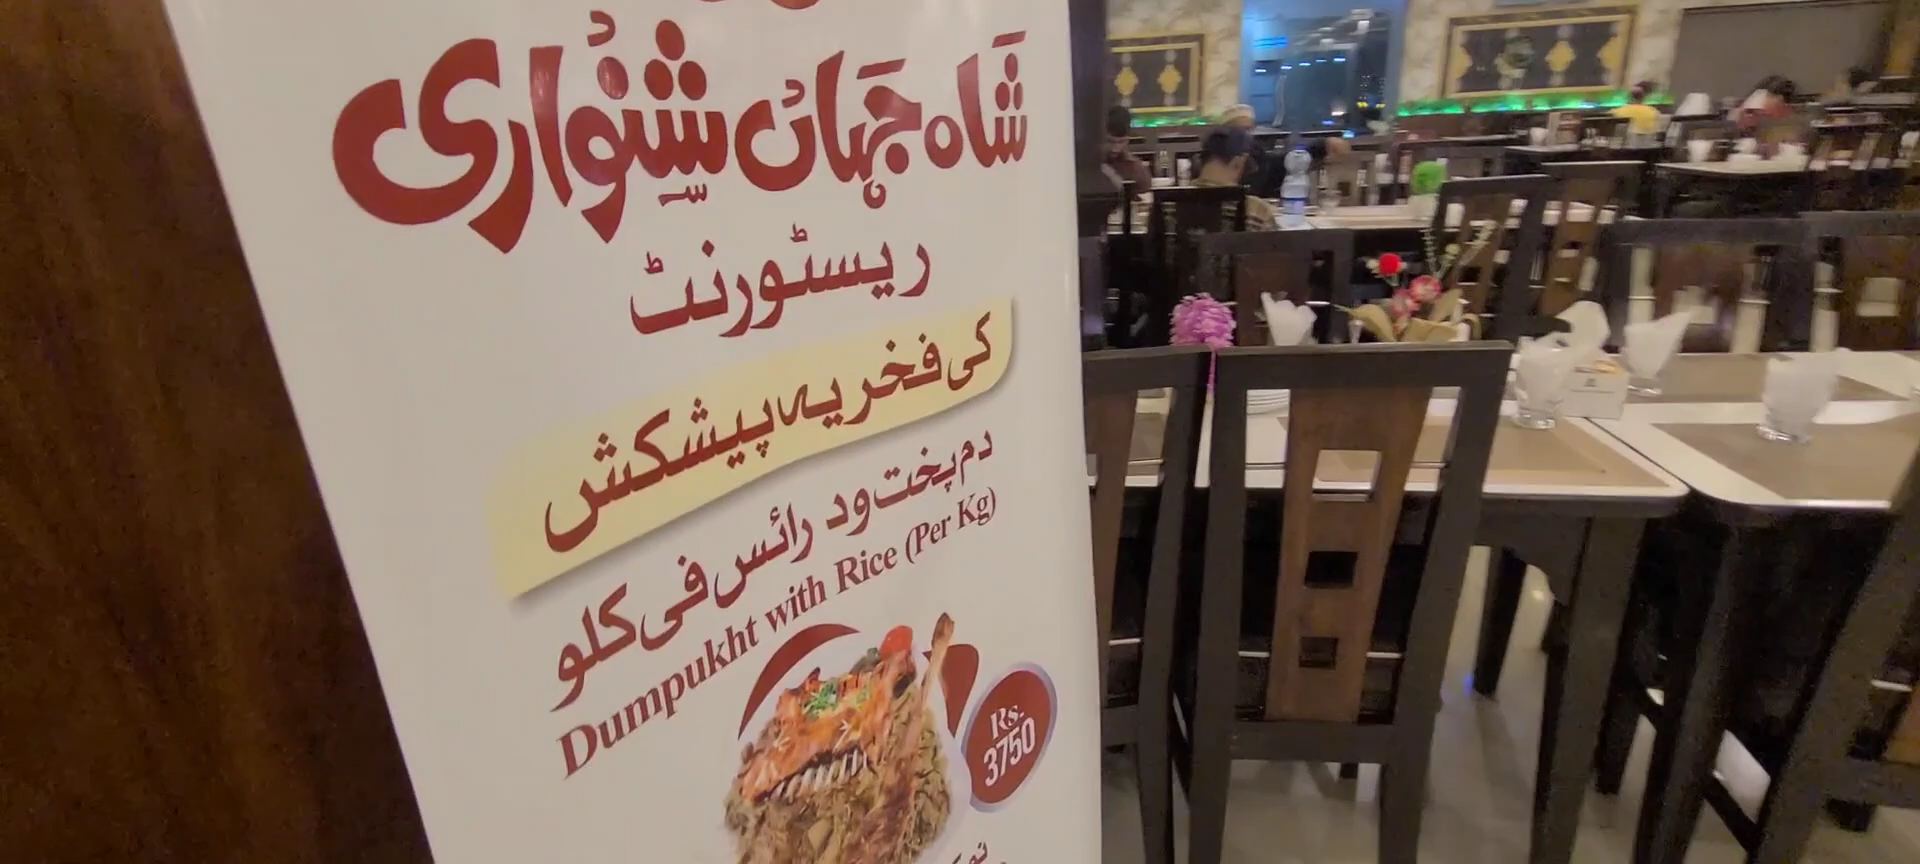 شاہ جہاں شنواری
ریسٹورنٹ
کی فخریہ پیشکش
دم پخت ود رائس فی کلو
Dumpukht with Rice (Per Kg)
Rs.
3750